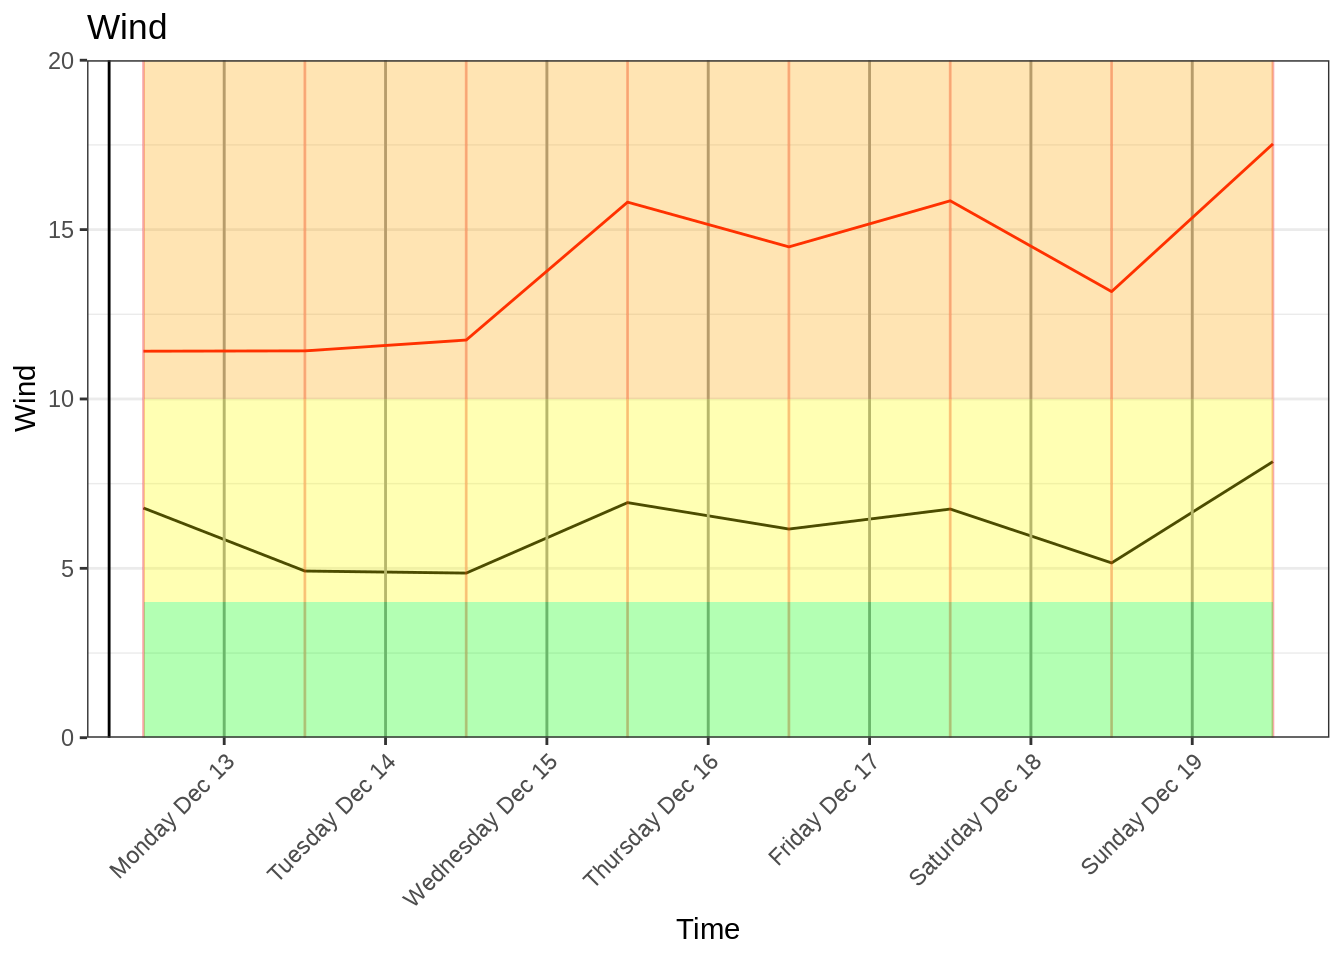 Wind
20
15
10
5
0
Wind
Monday Dec 13
Tuesday Dec 14
Wednesday Dec 15
Thursday Dec 16
Friday Dec 17
Saturday Dec 18
Sunday Dec 19
Time